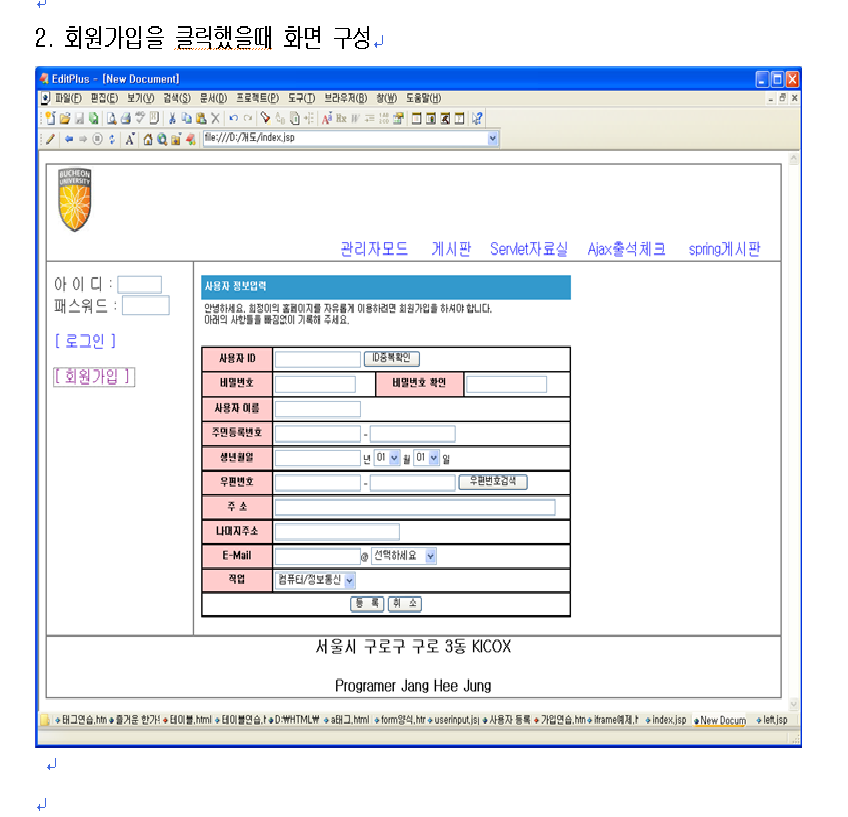 2. 회원가입을 클릭했을때 화면 구성
EditPlus - [New Document]
파일(F) 편집(E) 보기(V) 검색(S) 문서(D) 프로젝트(P) 도구(T) 브라우저(B) 창(W) 도움말(H)
file:///D:/개토/index.jsp
BUCHEON
UNIVERSITY
관리자모드 게시판 Servlet자료실 Ajax출석체크 spring게시판
아 이 디 :
패스워드 :
[ 로그인 ]
[ 회원가입 ]
사용자 정보입력
안녕하세요. 희정이의 홈페이지를 자유롭게 이용하려면 회원가입을 하셔야 합니다.
아래의 사항들을 빠짐없이 기록해 주세요.
사용자 ID ID중복확인
비밀번호 비밀번호 확인
사용자 이름
주민등록번호 -
생년월일 년 01 월 01 일
우편번호 - 우편번호검색
주 소
나머지주소
E-Mail @ 선택하세요
직업 컴퓨터/정보통신
등 록 취 소
서울시 구로구 구로 3동 KICOX
Programer Jang Hee Jung
태그연습.htn 즐거운 한가! 테이블.html 테이블연습.h D:\HTML\ a태그.html form양식.htr userinput.js 사용자 등록 가입연습.htn iframe예제.h index.jsp New Docum left.jsp